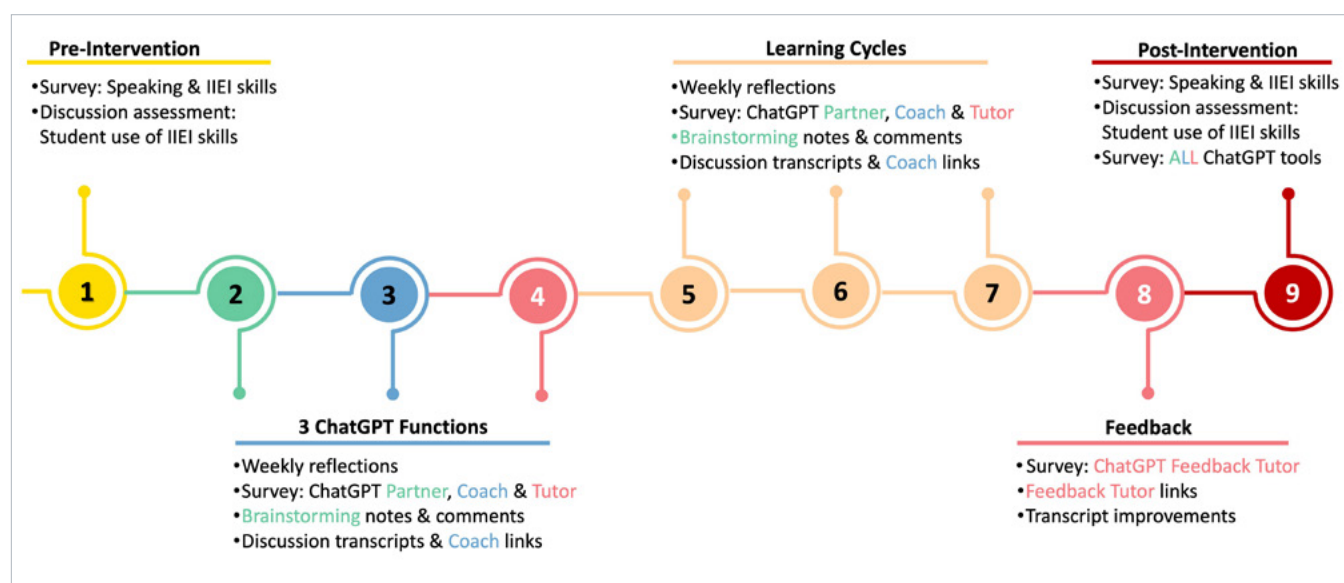 Pre-Intervention
•Survey: Speaking & IIEI skills
•Discussion assessment:
Student use of IIEI skills
Learning Cycles
•Weekly reflections
•Survey: ChatGPT Partner, Coach & Tutor
•Brainstorming notes & comments
•Discussion transcripts & Coach links
Post-Intervention
•Survey: Speaking & IIEI skills
•Discussion assessment:
Student use of IIEI skills
•Survey: ALL ChatGPT tools
1
2
3
4
5
6
7
8
9
3 ChatGPT Functions
•Weekly reflections
•Survey: ChatGPT Partner, Coach & Tutor
•Brainstorming notes & comments
•Discussion transcripts & Coach links
Feedback
•Survey: ChatGPT Feedback Tutor
•Feedback Tutor links
•Transcript improvements